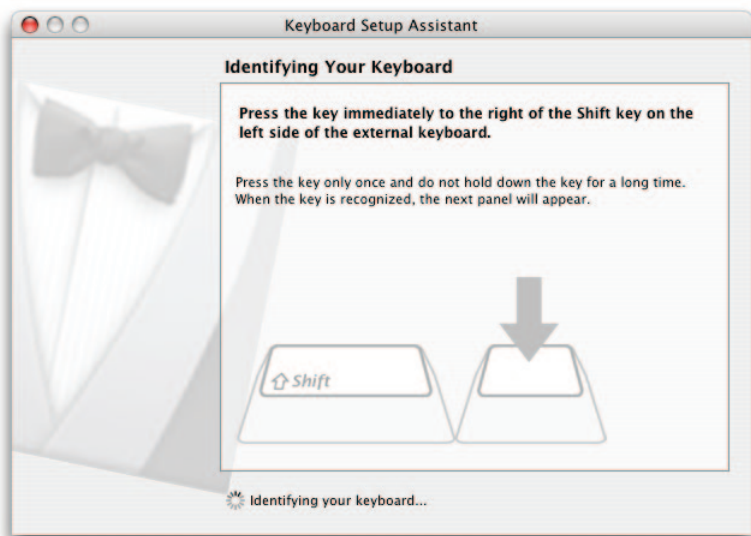 Keyboard Setup Assistant
Identifying Your Keyboard
Press the key immediately to the right of the Shift key on the
left side of the external keyboard.
Press the key only once and do not hold down the key for a long time.
When the key is recognized, the next panel will appear.
⇧ Shift
Identifying your keyboard...